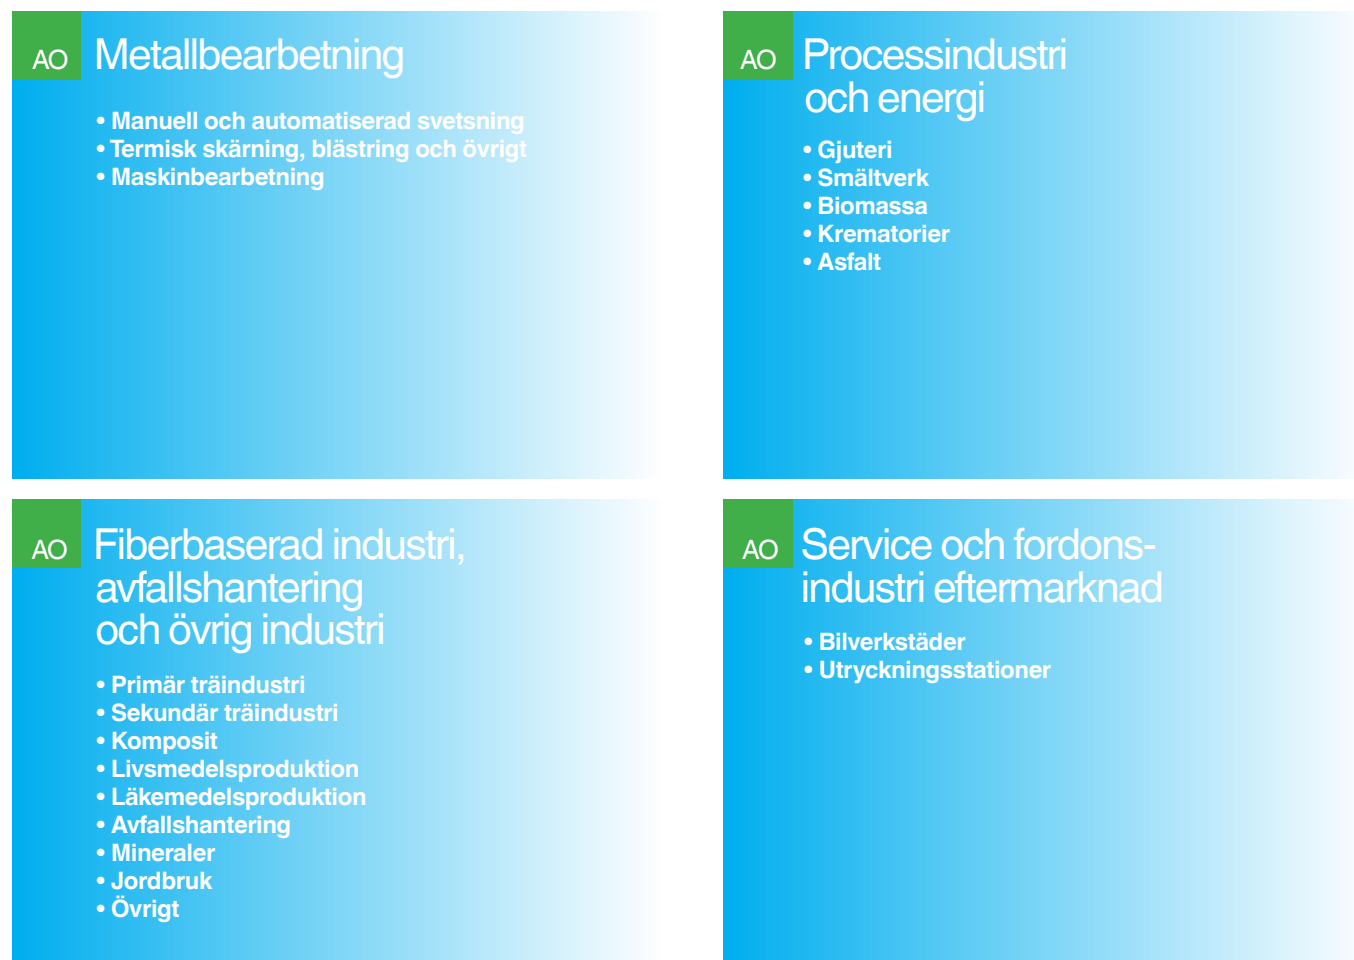 AO
Metallbearbetning
• Manuell och automatiserad svetsning
• Termisk skärning, blästring och övrigt
• Maskinbearbetning
AO
Processindustri
och energi
• Gjuteri
• Smältverk
• Biomassa
• Krematorier
• Asfalt
AO
Fiberbaserad industri,
avfallshantering
och övrig industri
• Primär träindustri
• Sekundär träindustri
• Komposit
• Livsmedelsproduktion
• Läkemedelsproduktion
• Avfallshantering
• Mineraler
• Jordbruk
• Övrigt
AO
Service och fordons-
industri eftermarknad
• Bilverkstäder
• Utryckningsstationer